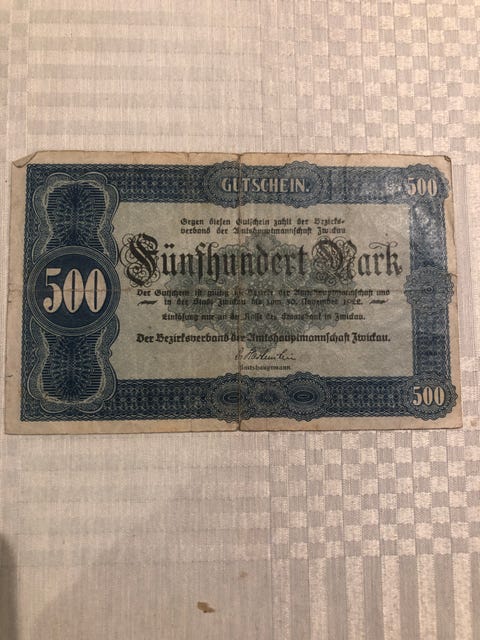 GUTSCHEIN.
500
Gegen diesen Gutschein zahlt der Bezirks-
verband der Amtshauptmannschaft Zwickau
Fünfhundert Mark
500
Der Gutschein ist gültig im Bezirke der Amtshauptmannschaft und
in der Stadt Zwickau bis zum 30. November 1922.
Einlösung nur an der Kasse der Girozentrale in Zwickau.
Der Bezirksverband der Amtshauptmannschaft Zwickau.
Amtshauptmann
500